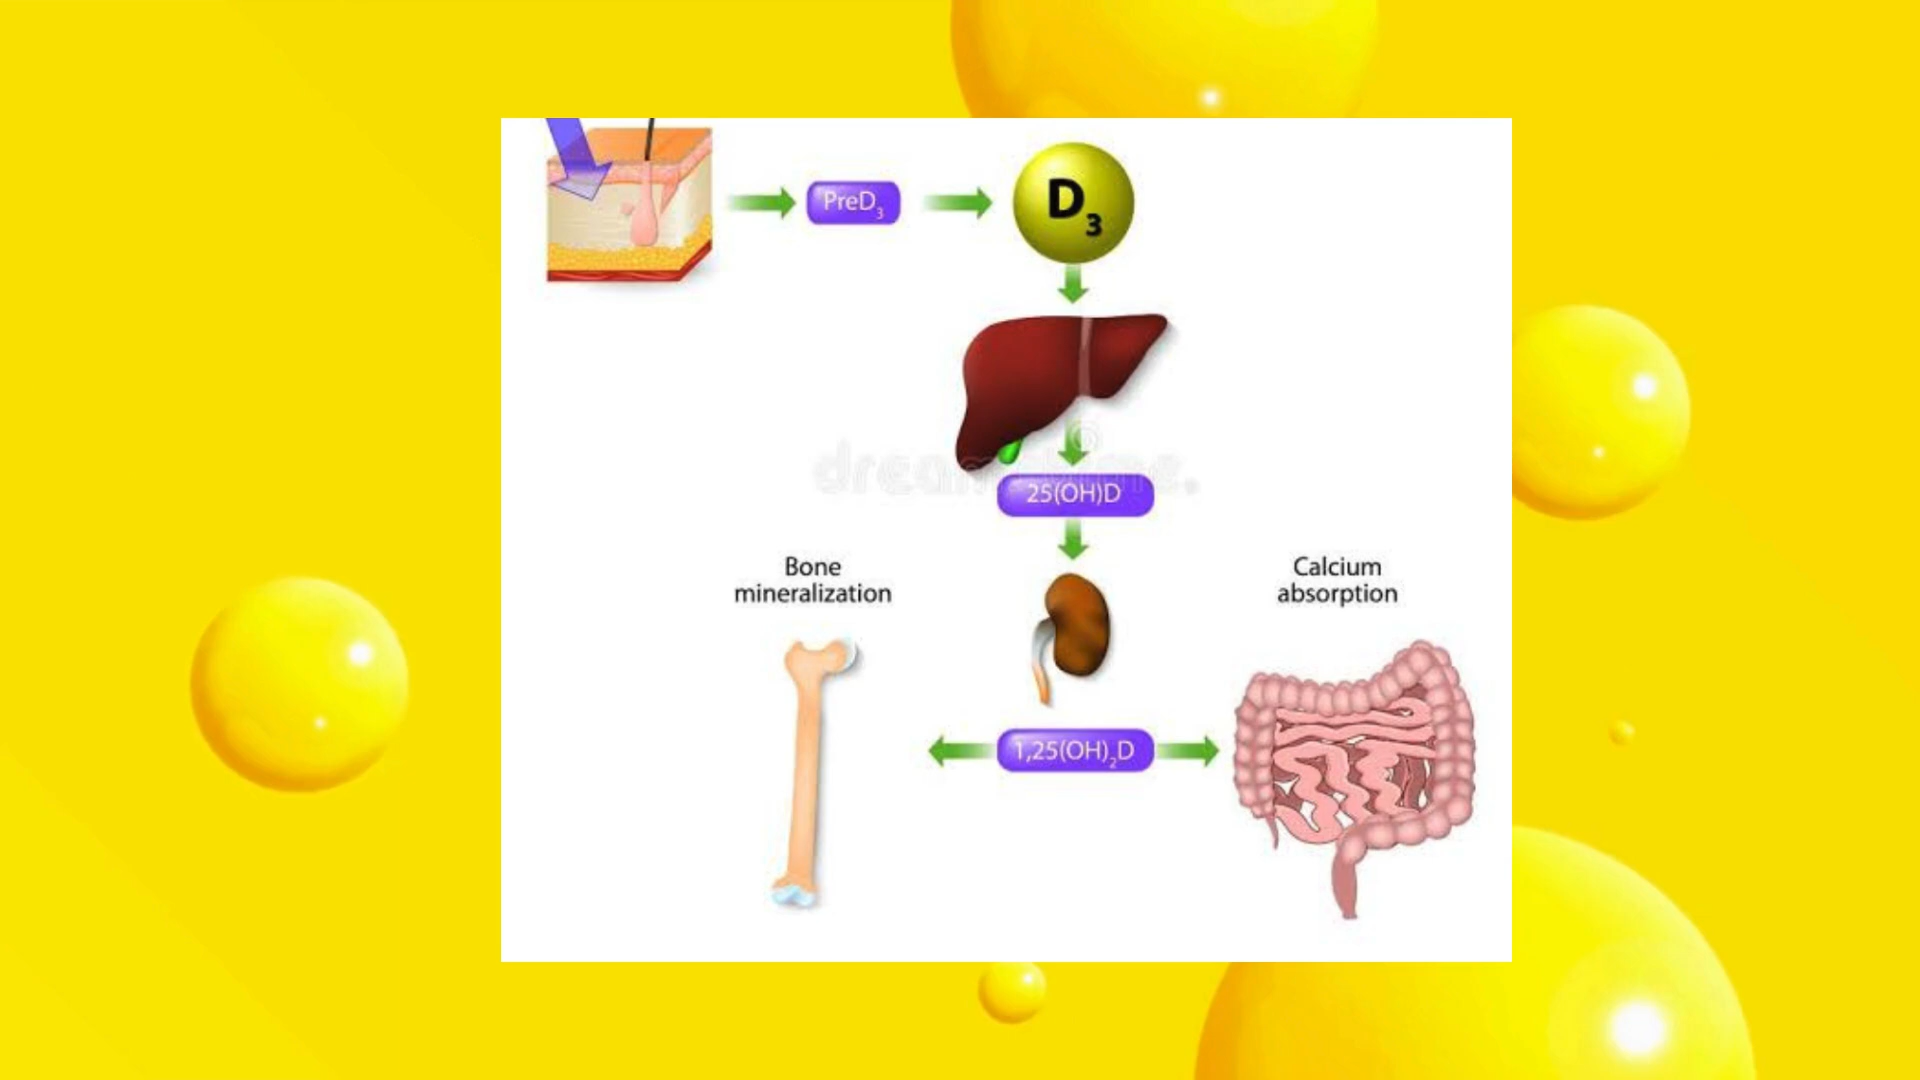 PreD₃
D₃
25(OH)D
Bone
mineralization
Calcium
absorption
1,25(OH)₂D